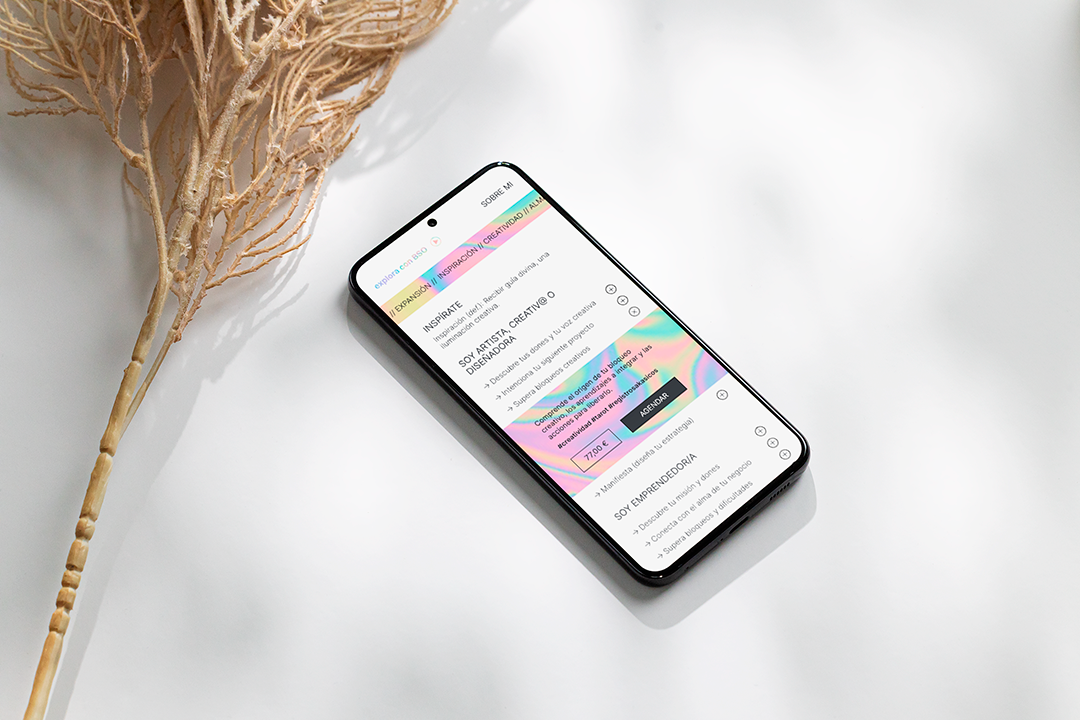 SOBRE MI
explora con BSO
// EXPANSIÓN // INSPIRACIÓN // CREATIVIDAD // ALM
INSPÍRATE
Inspiración (def.): Recibir guía divina, una
iluminación creativa.
SOY ARTISTA, CREATIV@ O
DISEÑADORA
→ Descubre tus dones y tu voz creativa
→ Intenciona tu siguiente proyecto
→ Supera bloqueos creativos
Comprende el origen de tu bloqueo
creativo, los aprendizajes a integrar y las
acciones para liberarlo.
#creatividad #tarot #registrosakasicos
77,00 €
AGENDAR
→ Manifiesta (diseña tu estrategia)
SOY EMPRENDEDOR/A
→ Descubre tu misión y dones
→ Conecta con el alma de tu negocio
→ Supera bloqueos y dificultades